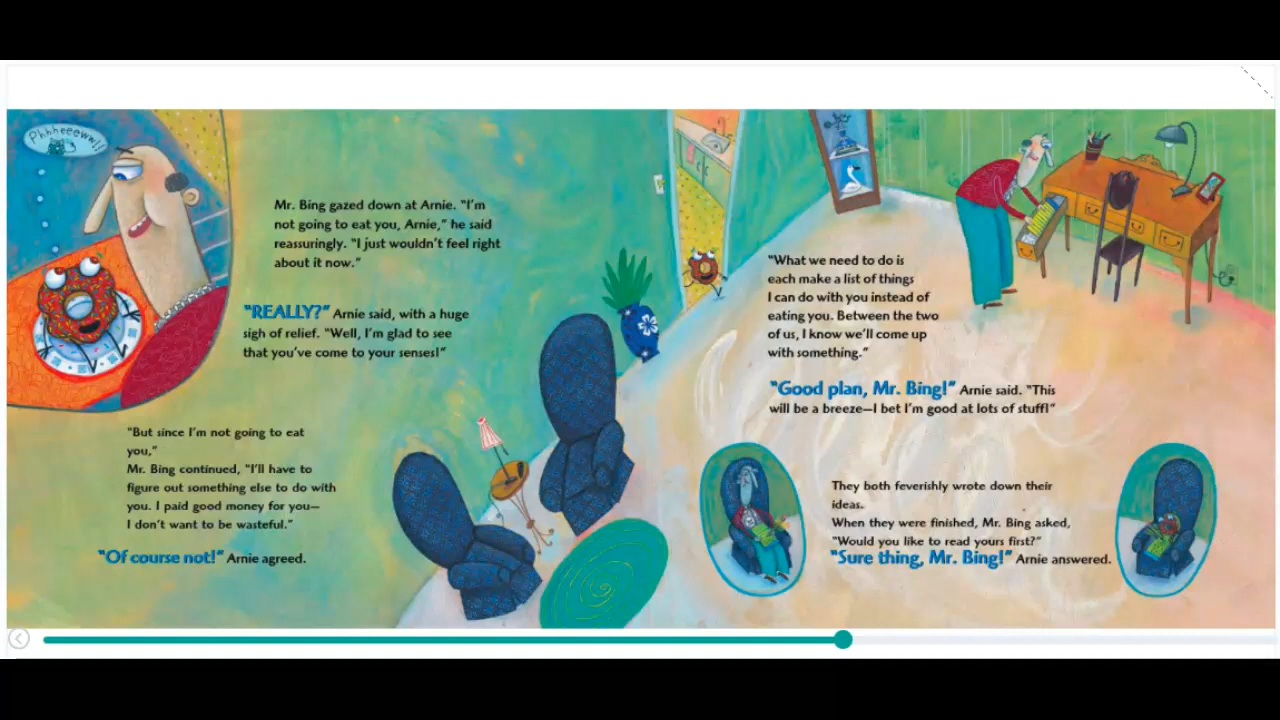 Phhheeewww!!
Mr. Bing gazed down at Arnie. "I'm
not going to eat you, Arnie," he said
reassuringly. "I just wouldn't feel right
about it now."
"REALLY?" Arnie said, with a huge
sigh of relief. "Well, I'm glad to see
that you've come to your senses!"
"But since I'm not going to eat
you,"
Mr. Bing continued, "I'll have to
figure out something else to do with
you. I paid good money for you—
I don't want to be wasteful."
"Of course not!" Arnie agreed.
"What we need to do is
each make a list of things
I can do with you instead of
eating you. Between the two
of us, I know we'll come up
with something."
"Good plan, Mr. Bing!" Arnie said. "This
will be a breeze—I bet I'm good at lots of stuff!"
They both feverishly wrote down their
ideas.
When they were finished, Mr. Bing asked,
"Would you like to read yours first?"
"Sure thing, Mr. Bing!" Arnie answered.